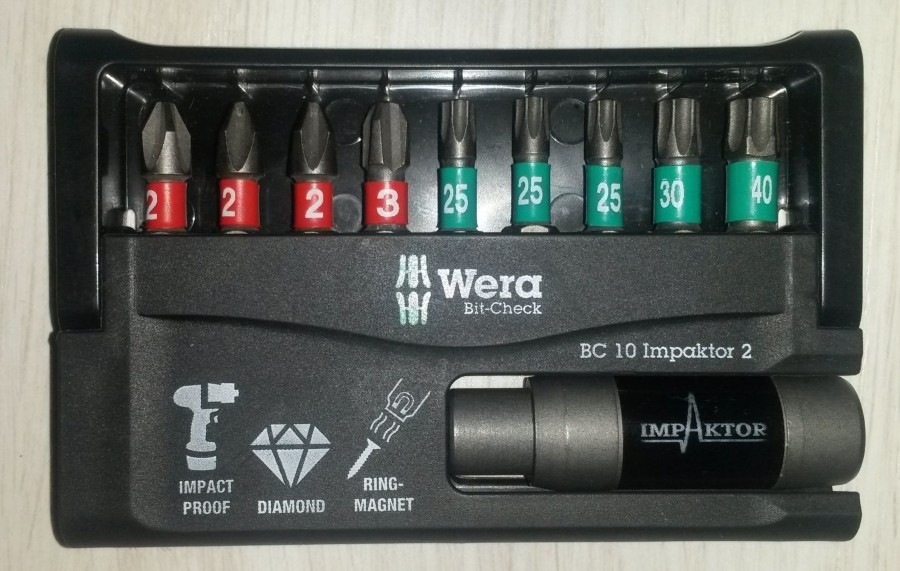 2 2 2 3 25 25 25 30 40
Wera
Bit-Check
BC 10 Impaktor 2
IMPAKTOR
IMPACT
PROOF
DIAMOND
RING-
MAGNET